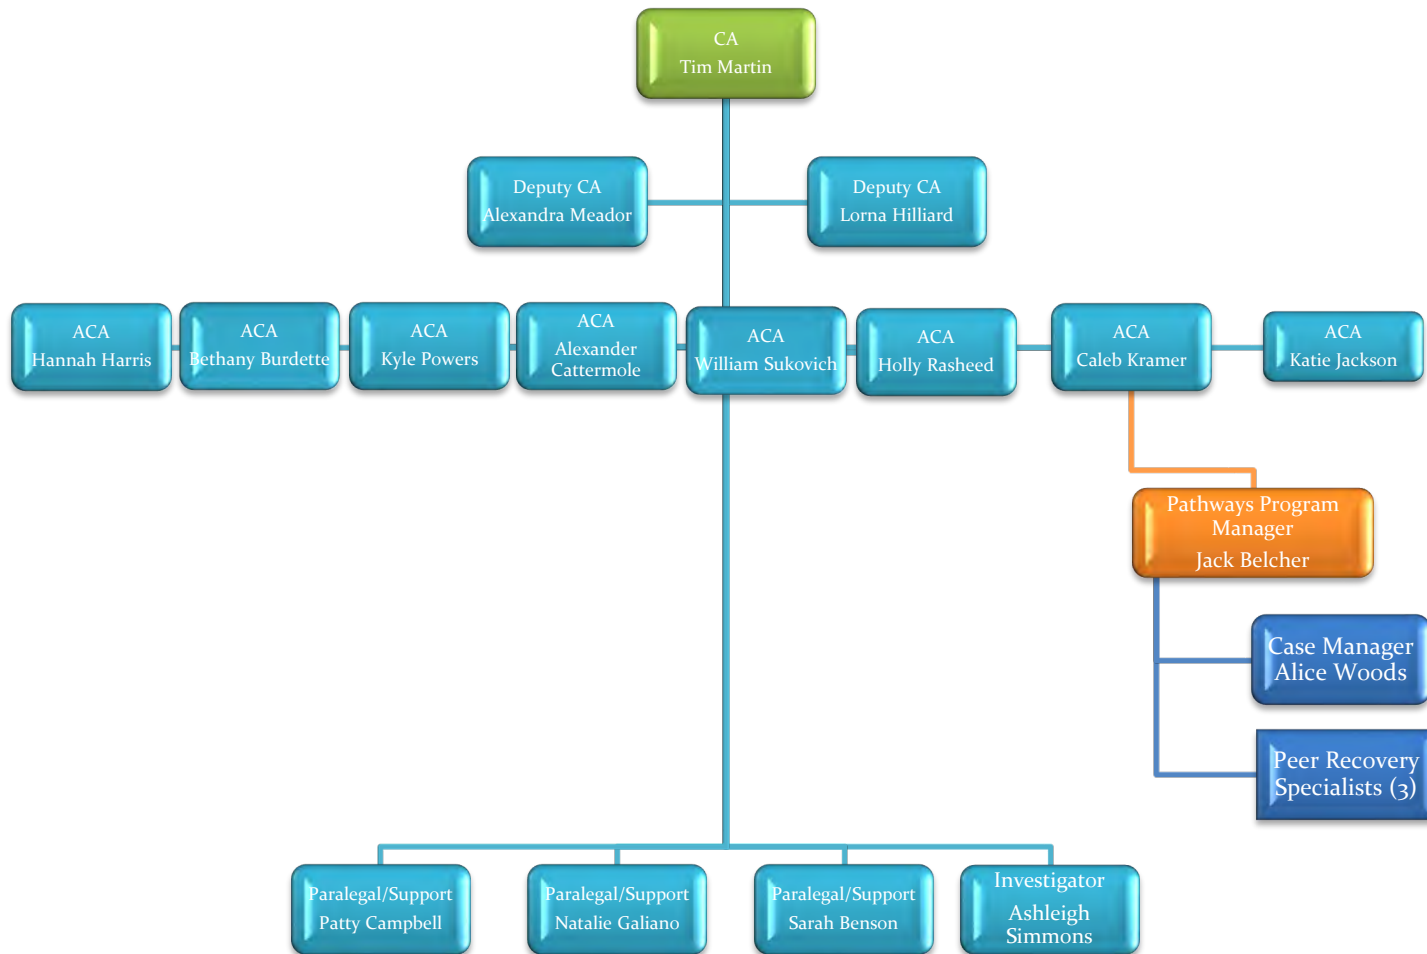 CA
Tim Martin
Deputy CA
Alexandra Meador
Deputy CA
Lorna Hilliard
ACA
Hannah Harris
ACA
Bethany Burdette
ACA
Kyle Powers
ACA
Alexander
Cattermole
ACA
William Sukovich
ACA
Holly Rasheed
ACA
Caleb Kramer
ACA
Katie Jackson
Pathways Program
Manager
Jack Belcher
Case Manager
Alice Woods
Peer Recovery
Specialists (3)
Paralegal/Support
Patty Campbell
Paralegal/Support
Natalie Galiano
Paralegal/Support
Sarah Benson
Investigator
Ashleigh
Simmons